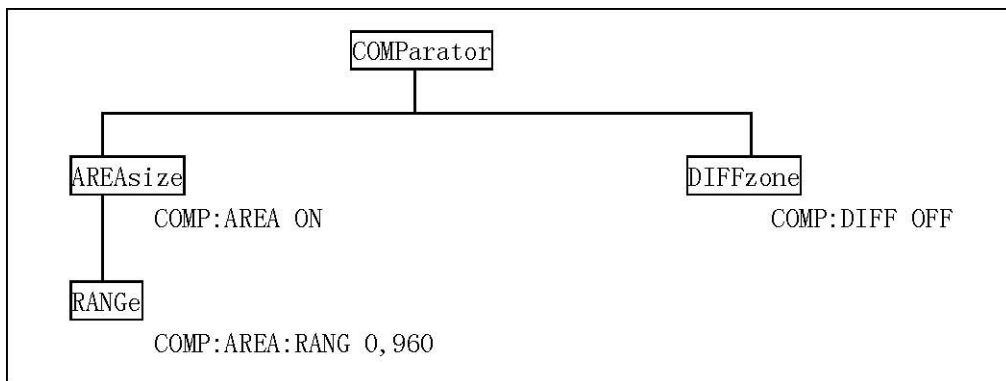 COMParator
AREAsize
DIFFzone
COMP:AREA ON
COMP:DIFF OFF
RANGe
COMP:AREA:RANG 0,960